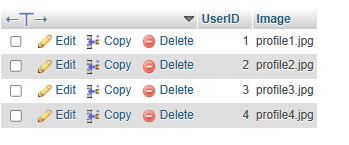 ←T→ UserID Image
Edit Copy Delete 1 profile1.jpg
Edit Copy Delete 2 profile2.jpg
Edit Copy Delete 3 profile3.jpg
Edit Copy Delete 4 profile4.jpg